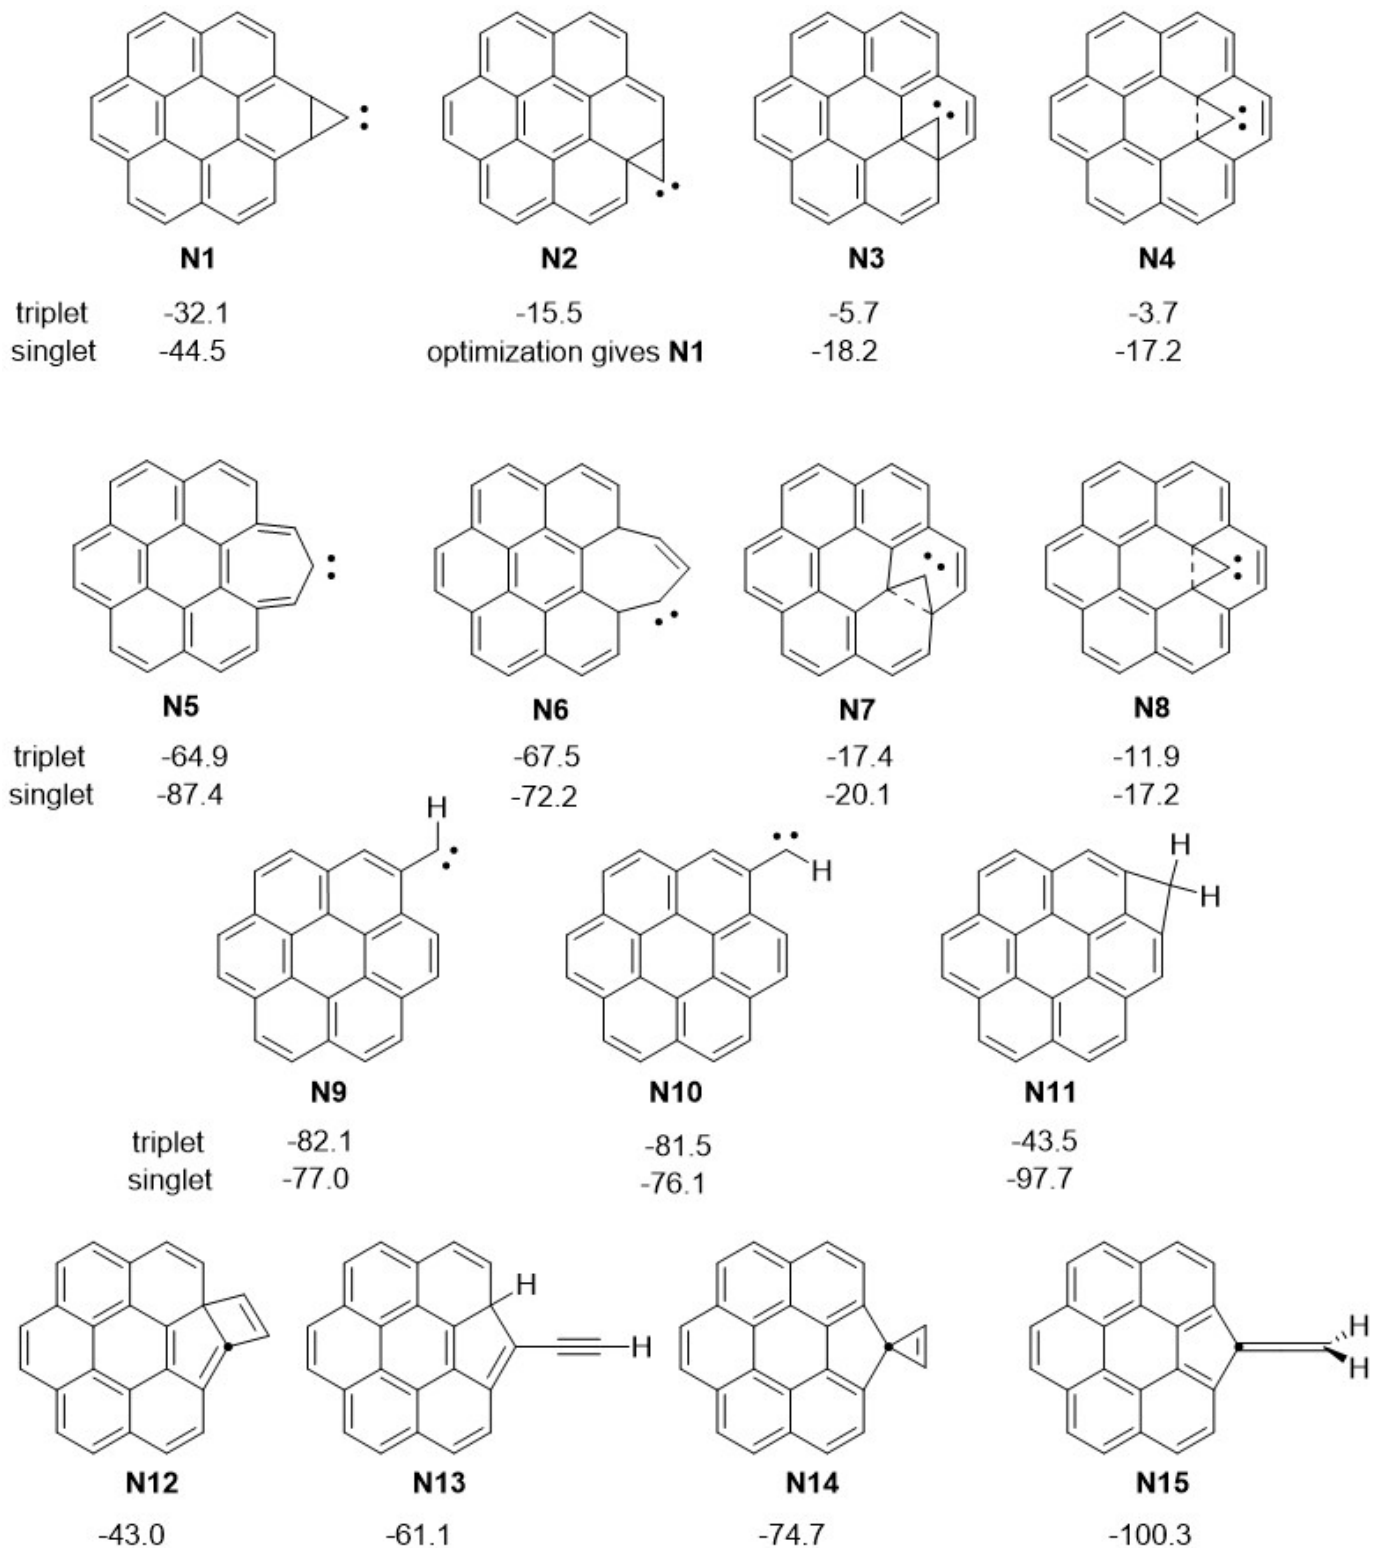 N1 N2 N3 N4
triplet -32.1 -15.5 -5.7 -3.7
singlet -44.5 optimization gives N1 -18.2 -17.2
N5 N6 N7 N8
triplet -64.9 -67.5 -17.4 -11.9
singlet -87.4 -72.2 -20.1 -17.2
H H H
H
N9 N10 N11
triplet -82.1 -81.5 -43.5
singlet -77.0 -76.1 -97.7
H H H
H
N12 N13 N14 N15
-43.0 -61.1 -74.7 -100.3